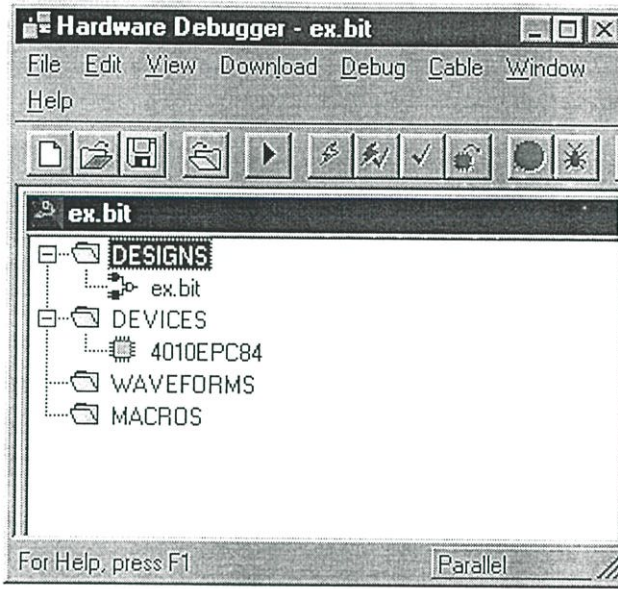 Hardware Debugger - ex.bit
File Edit View Download Debug Cable Window
Help
ex.bit
DESIGNS
ex.bit
DEVICES
4010EPC84
WAVEFORMS
MACROS
For Help, press F1 Parallel